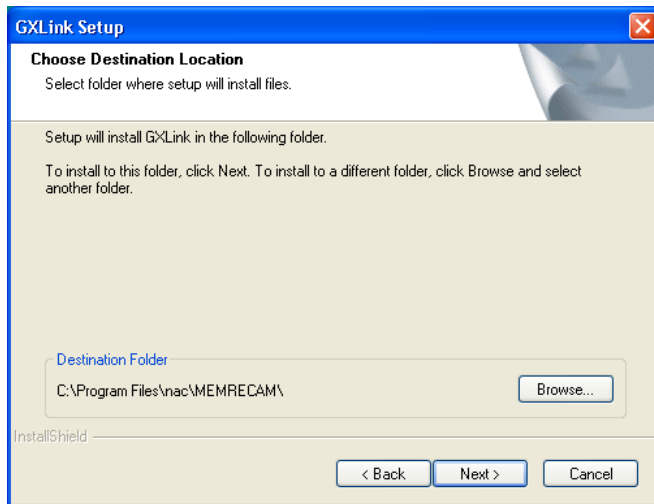 GXLink Setup
Choose Destination Location
Select folder where setup will install files.
Setup will install GXLink in the following folder.
To install to this folder, click Next. To install to a different folder, click Browse and select
another folder.
Destination Folder
C:\Program Files\nac\MEMRECAM\
Browse...
InstallShield
< Back
Next >
Cancel